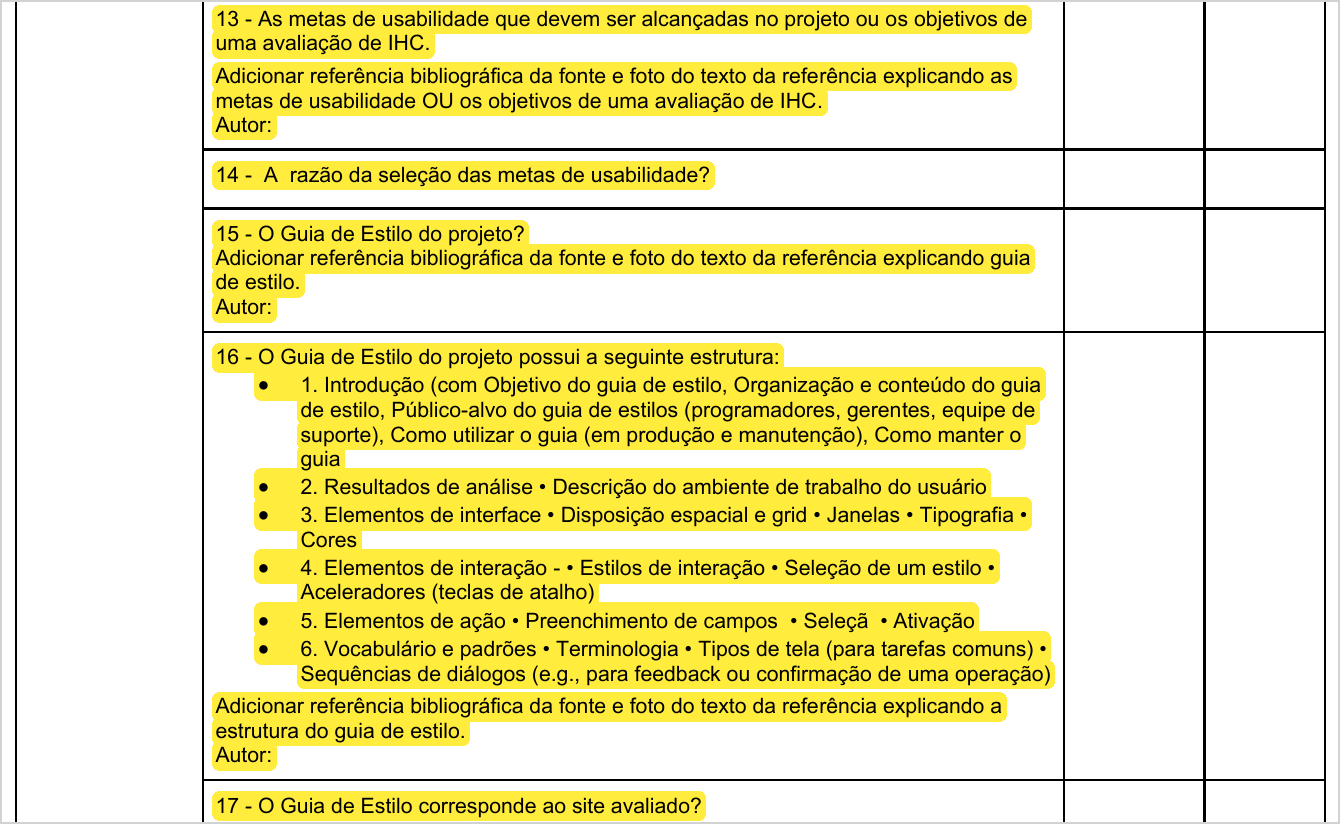 13 - As metas de usabilidade que devem ser alcançadas no projeto ou os objetivos de
uma avaliação de IHC.
Adicionar referência bibliográfica da fonte e foto do texto da referência explicando as
metas de usabilidade OU os objetivos de uma avaliação de IHC.
Autor:
14 - A razão da seleção das metas de usabilidade?
15 - O Guia de Estilo do projeto?
Adicionar referência bibliográfica da fonte e foto do texto da referência explicando guia
de estilo.
Autor:
16 - O Guia de Estilo do projeto possui a seguinte estrutura:
● 1. Introdução (com Objetivo do guia de estilo, Organização e conteúdo do guia
de estilo, Público-alvo do guia de estilos (programadores, gerentes, equipe de
suporte), Como utilizar o guia (em produção e manutenção), Como manter o
guia
● 2. Resultados de análise • Descrição do ambiente de trabalho do usuário
● 3. Elementos de interface • Disposição espacial e grid • Janelas • Tipografia •
Cores
● 4. Elementos de interação - • Estilos de interação • Seleção de um estilo •
Aceleradores (teclas de atalho)
● 5. Elementos de ação • Preenchimento de campos • Seleçã • Ativação
● 6. Vocabulário e padrões • Terminologia • Tipos de tela (para tarefas comuns) •
Sequências de diálogos (e.g., para feedback ou confirmação de uma operação)
Adicionar referência bibliográfica da fonte e foto do texto da referência explicando a
estrutura do guia de estilo.
Autor:
17 - O Guia de Estilo corresponde ao site avaliado?